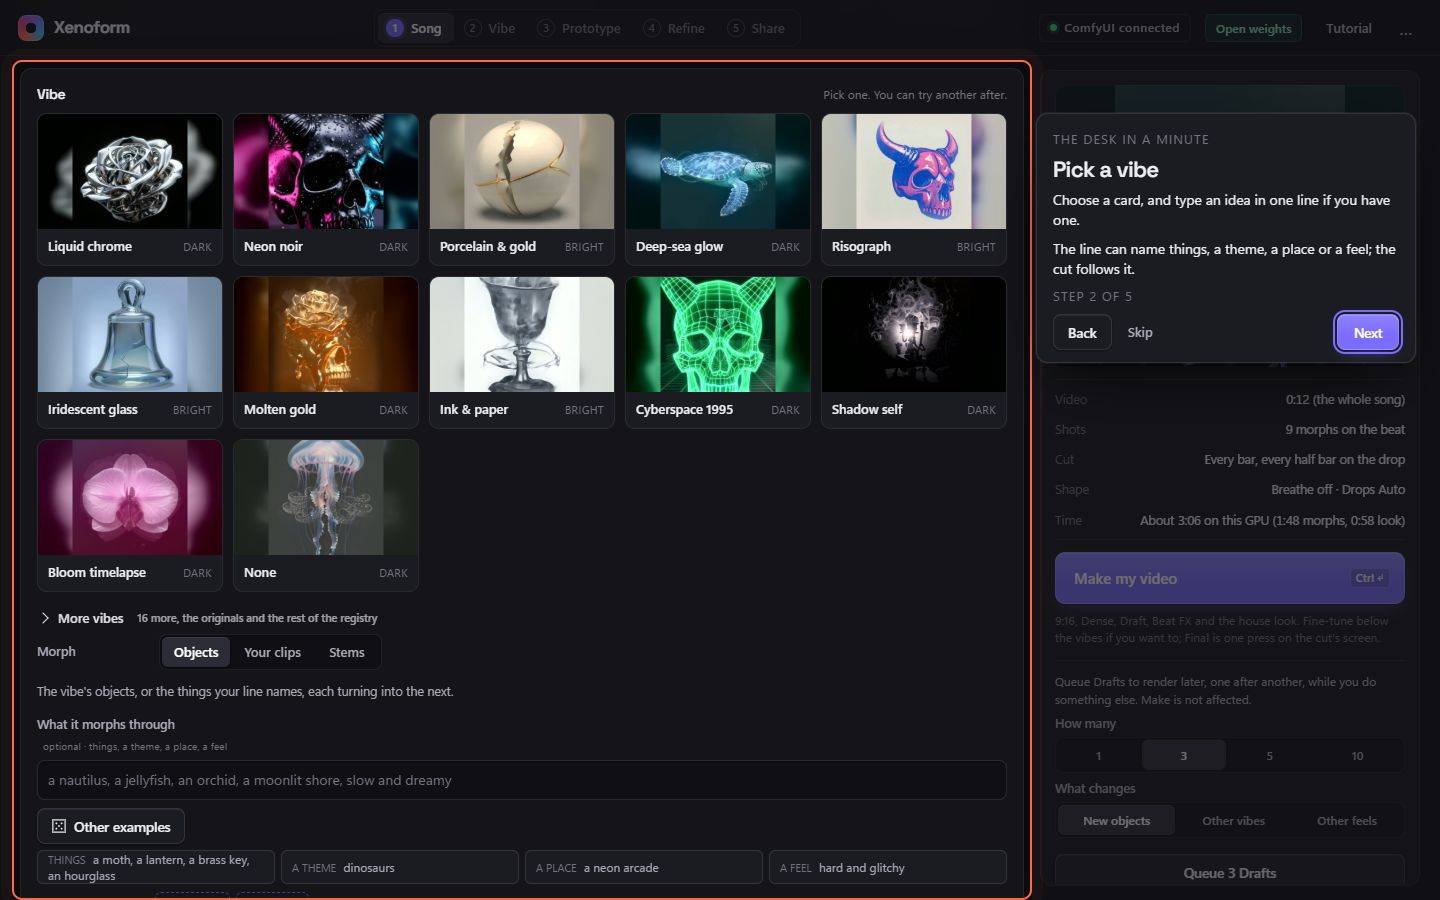 Xenoform
1 Song
2 Vibe
3 Prototype
4 Refine
5 Share
ComfyUI connected
Open weights
Tutorial
...
Vibe
Pick one. You can try another after.
Liquid chrome DARK
Neon noir DARK
Porcelain & gold BRIGHT
Deep-sea glow DARK
Risograph BRIGHT
Iridescent glass BRIGHT
Molten gold DARK
Ink & paper BRIGHT
Cyberspace 1995 DARK
Shadow self DARK
Bloom timelapse DARK
None DARK
More vibes 16 more, the originals and the rest of the registry
Morph
Objects
Your clips
Stems
The vibe's objects, or the things your line names, each turning into the next.
What it morphs through
optional · things, a theme, a place, a feel
a nautilus, a jellyfish, an orchid, a moonlit shore, slow and dreamy
Other examples
THINGS a moth, a lantern, a brass key,
an hourglass
A THEME dinosaurs
A PLACE a neon arcade
A FEEL hard and glitchy
THE DESK IN A MINUTE
Pick a vibe
Choose a card, and type an idea in one line if you have
one.
The line can name things, a theme, a place or a feel; the
cut follows it.
STEP 2 OF 5
Back
Skip
Next
Video 0:12 (the whole song)
Shots 9 morphs on the beat
Cut Every bar, every half bar on the drop
Shape Breathe off · Drops Auto
Time About 3:06 on this GPU (1:48 morphs, 0:58 look)
Make my video Ctrl ↵
9:16, Dense, Draft, Beat FX and the house look. Fine-tune below
the vibes if you want to; Final is one press on the cut's screen.
Queue Drafts to render later, one after another, while you do
something else. Make is not affected.
How many
1
3
5
10
What changes
New objects
Other vibes
Other feels
Queue 3 Drafts